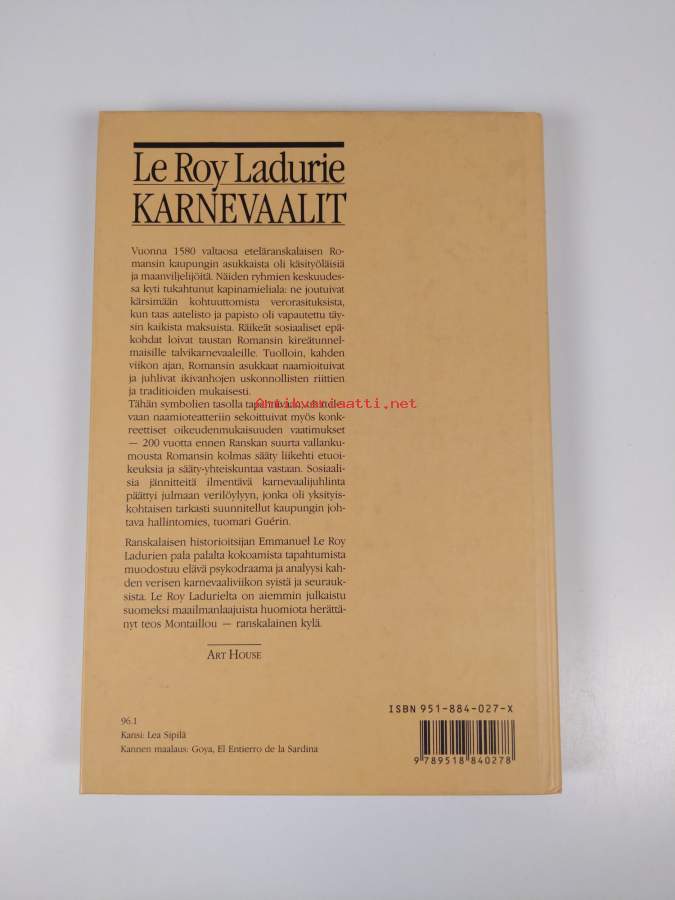 Le Roy Ladurie
KARNEVAALIT
Vuonna 1580 valtaosa eteläranskalaisen Ro-
mansin kaupungin asukkaista oli käsityöläisiä
ja maanviljelijöitä. Näiden ryhmien keskuudes-
sa kyti tukahtunut kapinamieliala: ne joutuivat
kärsimään kohtuuttomista verorasituksista,
kun taas aatelisto ja papisto oli vapautettu täy-
sin kaikista maksuista. Räikeät sosiaaliset epä-
kohdat loivat taustan Romansin kireätunnel-
maisille talvikarnevaaleille. Tuolloin, kahden
viikon ajan, Romansin asukkaat naamioituivat
ja juhlivat ikivanhojen uskonnollisten riittien
ja traditioiden mukaisesti.
Tähän symbolien tasolla
vaan naamioteatteriin sekoittuivat myös konk-
reettiset oikeudenmukaisuuden vaatimukset
— 200 vuotta ennen Ranskan suurta vallanku-
mousta Romansin kolmas sääty liikehti etuoi-
keuksia ja sääty-yhteiskuntaa vastaan. Sosiaali-
sia jännitteitä ilmentävä karnevaalijuhlinta
päättyi julmaan verilöylyyn, jonka oli yksityis-
kohtaisen tarkasti suunnitellut kaupungin joh-
tava hallintomies, tuomari Guérin.
Ranskalaisen historioitsijan Emmanuel Le Roy
Ladurien pala palalta kokoamista tapahtumista
muodostuu elävä psykodraama ja analyysi kah-
den verisen karnevaaliviikon syistä ja seurauk-
sista. Le Roy Ladurielta on aiemmin julkaistu
suomeksi maailmanlaajuista huomiota herättä-
nyt teos Montaillou — ranskalainen kylä.
ART HOUSE
96.1
Kansi: Lea Sipilä
Kannen maalaus: Goya, El Entierro de la Sardina
ISBN 951-884-027-X
9 789518 840278
Antikvariaatti.net